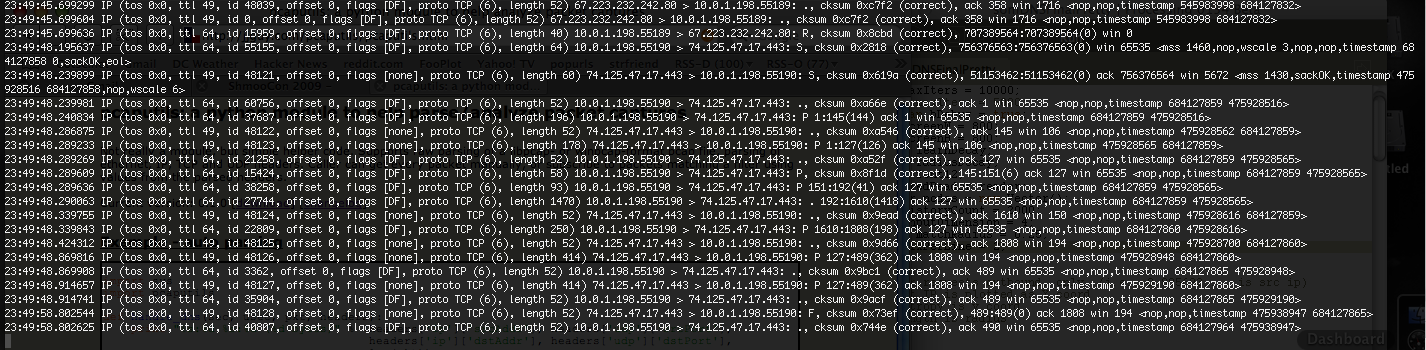 23:49:45.699299 IP (tos 0x0, ttl 49, id 48039, offset 0, flags [DF], proto TCP (6), length 52) 67.223.232.242.80 > 10.0.1.198.55189: ., cksum 0xc7f2 (correct), ack 358 win 1716 <nop,nop,timestamp 545983998 684127832>
23:49:45.699604 IP (tos 0x0, ttl 49, id 0, offset 0, flags [DF], proto TCP (6), length 52) 67.223.232.242.80 > 10.0.1.198.55189: ., cksum 0xc7f2 (correct), ack 358 win 1716 <nop,nop,timestamp 545983998 684127832>
23:49:45.699636 IP (tos 0x0, ttl 64, id 15959, offset 0, flags [DF], proto TCP (6), length 40) 10.0.1.198.55189 > 67.223.232.242.80: R, cksum 0x8cbd (correct), 707389564:707389564(0) win 0
23:49:48.195637 IP (tos 0x0, ttl 64, id 55155, offset 0, flags [DF], proto TCP (6), length 64) 10.0.1.198.55190 > 74.125.47.17.443: S, cksum 0x2818 (correct), 756376563:756376563(0) win 65535 <mss 1460,nop,wscale 3,nop,nop,timestamp 68
4127858 0,sackOK,eol>
23:49:48.239899 IP (tos 0x0, ttl 49, id 48121, offset 0, flags [none], proto TCP (6), length 60) 74.125.47.17.443 > 10.0.1.198.55190: S, cksum 0x619a (correct), 51153462:51153462(0) ack 756376564 win 5672 <mss 1430,sackOK,timestamp 475
928516 684127858,nop,wscale 6>
23:49:48.239976 IP (tos 0x0, ttl 64, id 60756, offset 0, flags [DF], proto TCP (6), length 52) 10.0.1.198.55190 > 74.125.47.17.443: ., cksum 0xa66e (correct), ack 1 win 65535 <nop,nop,timestamp 684127859 475928516>
23:49:48.240834 IP (tos 0x0, ttl 64, id 37687, offset 0, flags [DF], proto TCP (6), length 196) 10.0.1.198.55190 > 74.125.47.17.443: P 1:145(144) ack 1 win 65535 <nop,nop,timestamp 684127859 475928516>
23:49:48.286875 IP (tos 0x0, ttl 49, id 48122, offset 0, flags [none], proto TCP (6), length 52) 74.125.47.17.443 > 10.0.1.198.55190: ., cksum 0xa546 (correct), ack 145 win 106 <nop,nop,timestamp 475928562 684127859>
23:49:48.289233 IP (tos 0x0, ttl 49, id 48123, offset 0, flags [none], proto TCP (6), length 178) 74.125.47.17.443 > 10.0.1.198.55190: P 1:127(126) ack 145 win 106 <nop,nop,timestamp 475928565 684127859>
23:49:48.289269 IP (tos 0x0, ttl 64, id 21258, offset 0, flags [DF], proto TCP (6), length 52) 10.0.1.198.55190 > 74.125.47.17.443: ., cksum 0xa52f (correct), ack 127 win 65535 <nop,nop,timestamp 684127859 475928565>
23:49:48.289609 IP (tos 0x0, ttl 64, id 15424, offset 0, flags [DF], proto TCP (6), length 58) 10.0.1.198.55190 > 74.125.47.17.443: P, cksum 0x8f1d (correct), 145:151(6) ack 127 win 65535 <nop,nop,timestamp 684127859 475928565>
23:49:48.289636 IP (tos 0x0, ttl 64, id 38258, offset 0, flags [DF], proto TCP (6), length 93) 10.0.1.198.55190 > 74.125.47.17.443: P 151:192(41) ack 127 win 65535 <nop,nop,timestamp 684127859 475928565>
23:49:48.290063 IP (tos 0x0, ttl 64, id 27744, offset 0, flags [DF], proto TCP (6), length 1470) 10.0.1.198.55190 > 74.125.47.17.443: . 192:1610(1418) ack 127 win 65535 <nop,nop,timestamp 684127859 475928565>
23:49:48.339755 IP (tos 0x0, ttl 49, id 48124, offset 0, flags [none], proto TCP (6), length 52) 74.125.47.17.443 > 10.0.1.198.55190: ., cksum 0x9ead (correct), ack 1610 win 150 <nop,nop,timestamp 475928616 684127859>
23:49:48.339843 IP (tos 0x0, ttl 64, id 22809, offset 0, flags [DF], proto TCP (6), length 250) 10.0.1.198.55190 > 74.125.47.17.443: P 1610:1808(198) ack 127 win 65535 <nop,nop,timestamp 684127860 475928616>
23:49:48.424312 IP (tos 0x0, ttl 49, id 48125, offset 0, flags [none], proto TCP (6), length 52) 74.125.47.17.443 > 10.0.1.198.55190: ., cksum 0x9d66 (correct), ack 1808 win 194 <nop,nop,timestamp 475928700 684127860>
23:49:48.869816 IP (tos 0x0, ttl 49, id 48126, offset 0, flags [none], proto TCP (6), length 414) 74.125.47.17.443 > 10.0.1.198.55190: P 127:489(362) ack 1808 win 194 <nop,nop,timestamp 475928948 684127860>
23:49:48.869908 IP (tos 0x0, ttl 64, id 3362, offset 0, flags [DF], proto TCP (6), length 52) 10.0.1.198.55190 > 74.125.47.17.443: ., cksum 0x9bc1 (correct), ack 489 win 65535 <nop,nop,timestamp 684127865 475928948>
23:49:48.914657 IP (tos 0x0, ttl 49, id 48127, offset 0, flags [none], proto TCP (6), length 414) 74.125.47.17.443 > 10.0.1.198.55190: P 127:489(362) ack 1808 win 194 <nop,nop,timestamp 475929190 684127860>
23:49:48.914741 IP (tos 0x0, ttl 64, id 35904, offset 0, flags [DF], proto TCP (6), length 52) 10.0.1.198.55190 > 74.125.47.17.443: ., cksum 0x9acf (correct), ack 489 win 65535 <nop,nop,timestamp 684127865 475929190>
23:49:58.802544 IP (tos 0x0, ttl 49, id 48128, offset 0, flags [none], proto TCP (6), length 52) 74.125.47.17.443 > 10.0.1.198.55190: F, cksum 0x73ef (correct), 489:489(0) ack 1808 win 194 <nop,nop,timestamp 475938947 684127865>
23:49:58.802625 IP (tos 0x0, ttl 64, id 40807, offset 0, flags [DF], proto TCP (6), length 52) 10.0.1.198.55190 > 74.125.47.17.443: ., cksum 0x744e (correct), ack 490 win 65535 <nop,nop,timestamp 684127964 475938947>
Dashboard